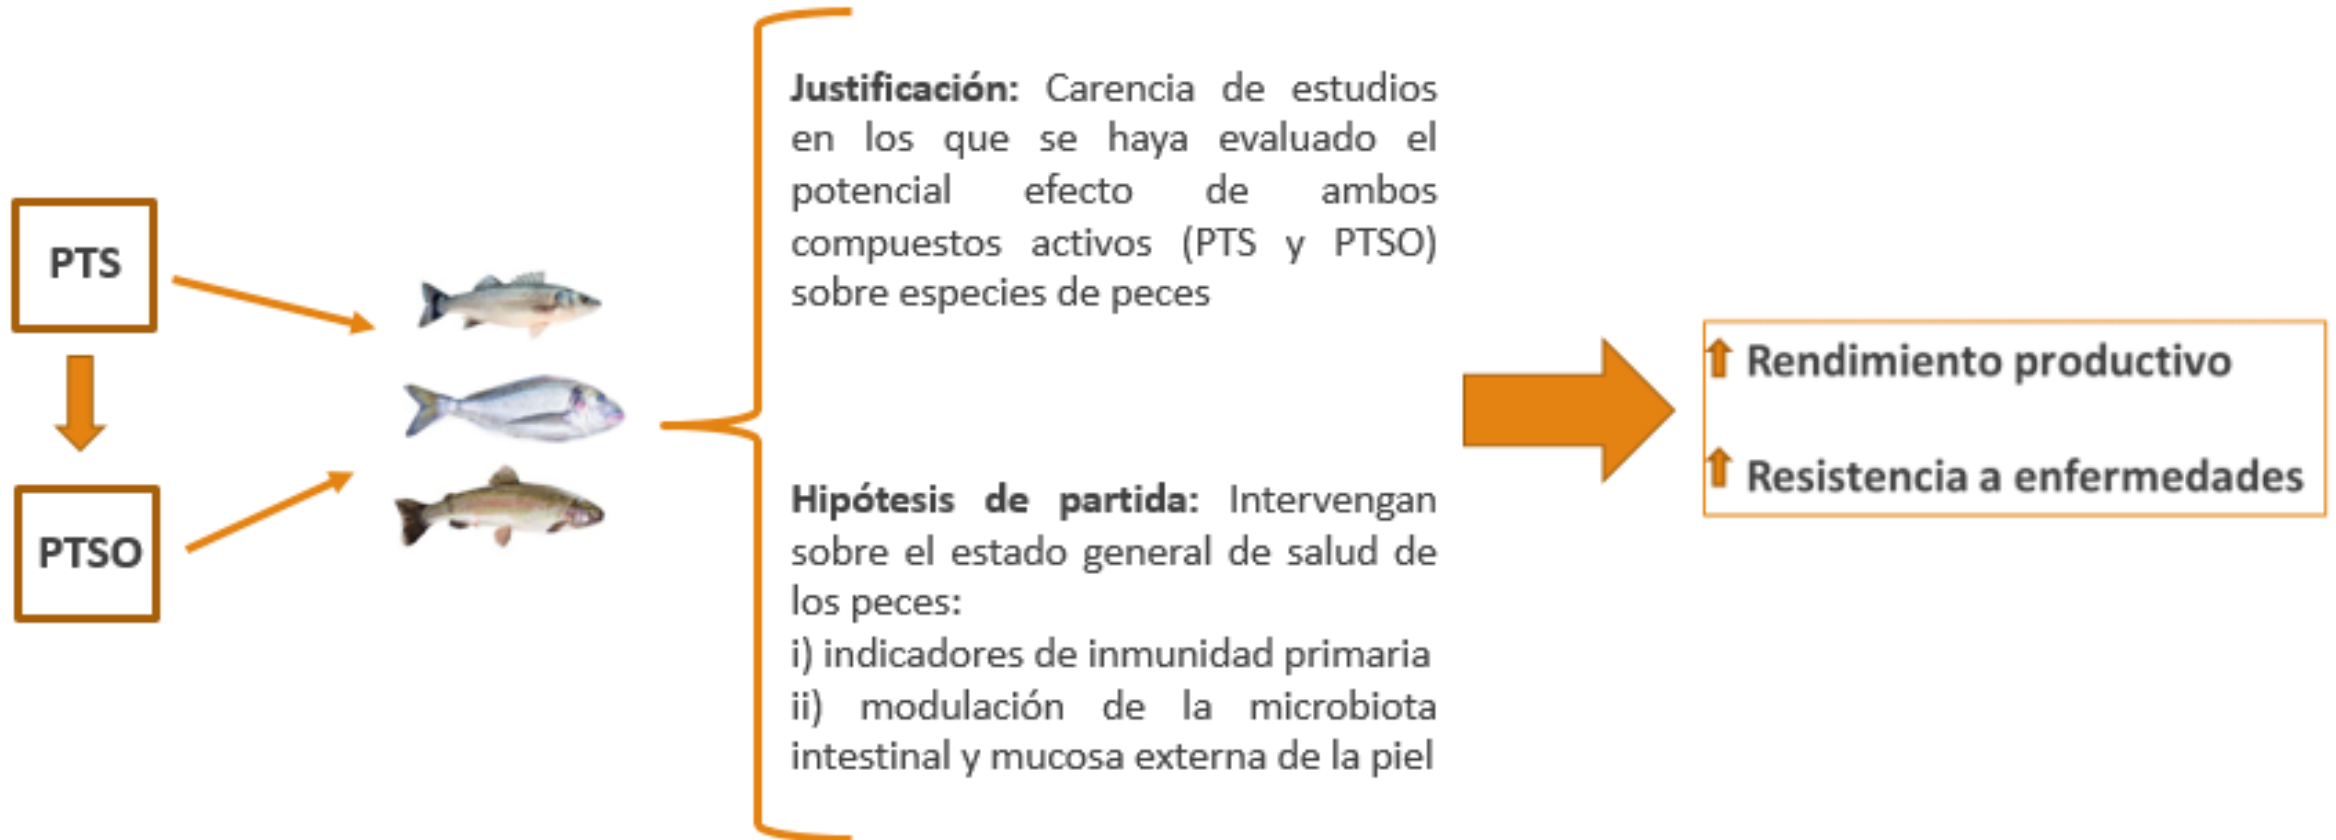 PTS
PTSO
Justificación: Carencia de estudios
en los que se haya evaluado el
potencial efecto de ambos
compuestos activos (PTS y PTSO)
sobre especies de peces
Hipótesis de partida: Intervengan
sobre el estado general de salud de
los peces:
i) indicadores de inmunidad primaria
ii) modulación de la microbiota
intestinal y mucosa externa de la piel
Rendimiento productivo
Resistencia a enfermedades